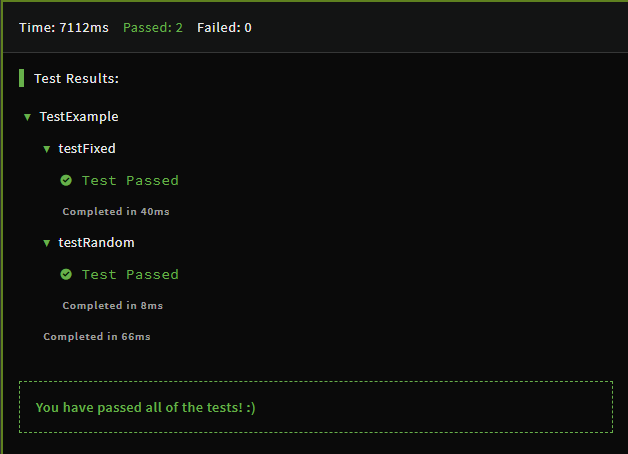 Time: 7112ms Passed: 2 Failed: 0
Test Results:
TestExample
testFixed
Test Passed
Completed in 40ms
testRandom
Test Passed
Completed in 8ms
Completed in 66ms
You have passed all of the tests! :)